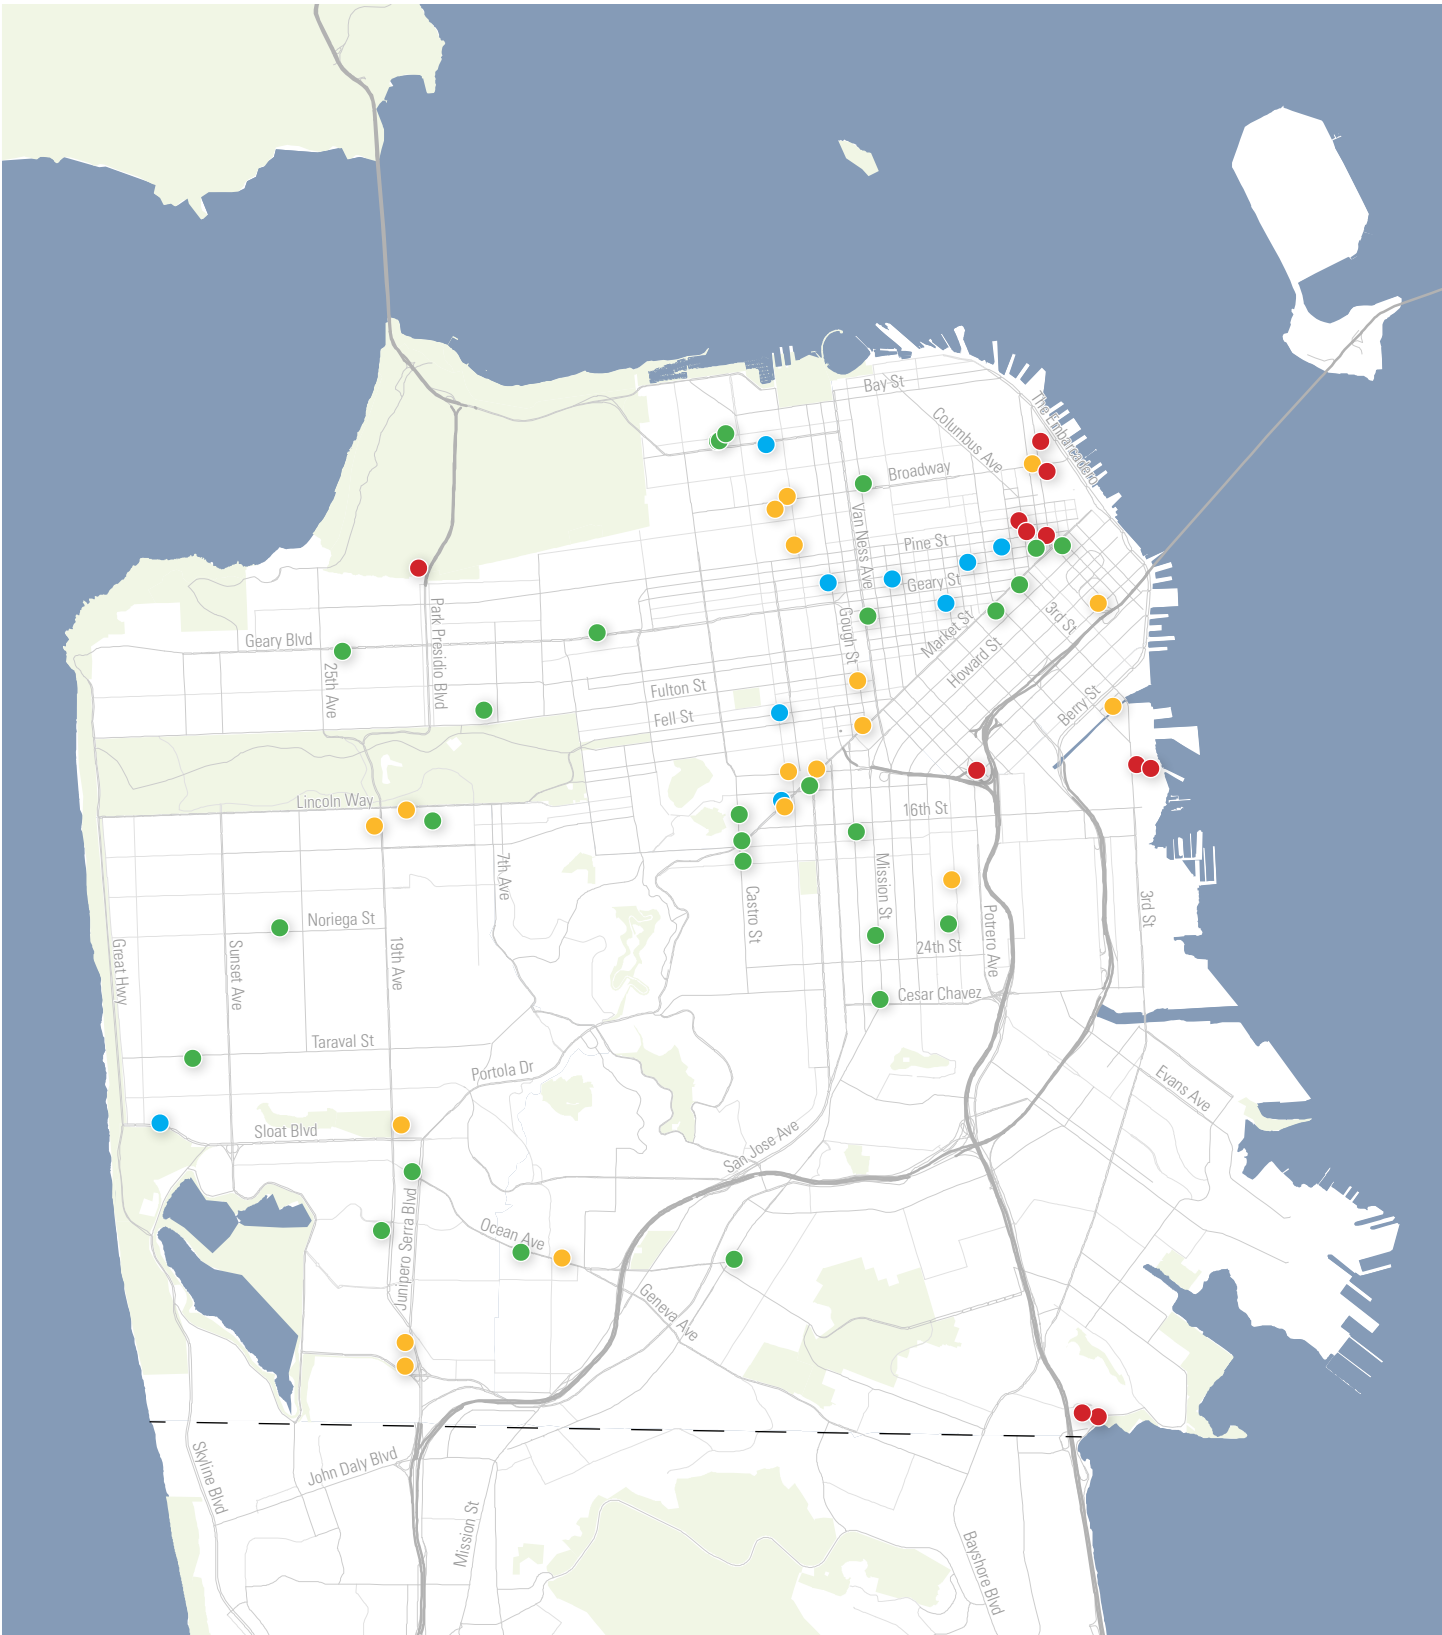 Bay St
The Embarcadero
Columbus Ave
Broadway
Van Ness Ave
Pine St
Geary St
Gough St
Market St
3rd St
Howard St
Park Presidio Blvd
Geary Blvd
25th Ave
Fulton St
Fell St
Berry St
Lincoln Way
16th St
7th Ave
Mission St
Castro St
3rd St
Noriega St
Potrero Ave
24th St
Great Hwy
Sunset Ave
19th Ave
Cesar Chavez
Taraval St
Portola Dr
Evans Ave
Sloat Blvd
San Jose Ave
Junipero Serra Blvd
Ocean Ave
Geneva Ave
Skyline Blvd
John Daly Blvd
Mission St
Bayshore Blvd